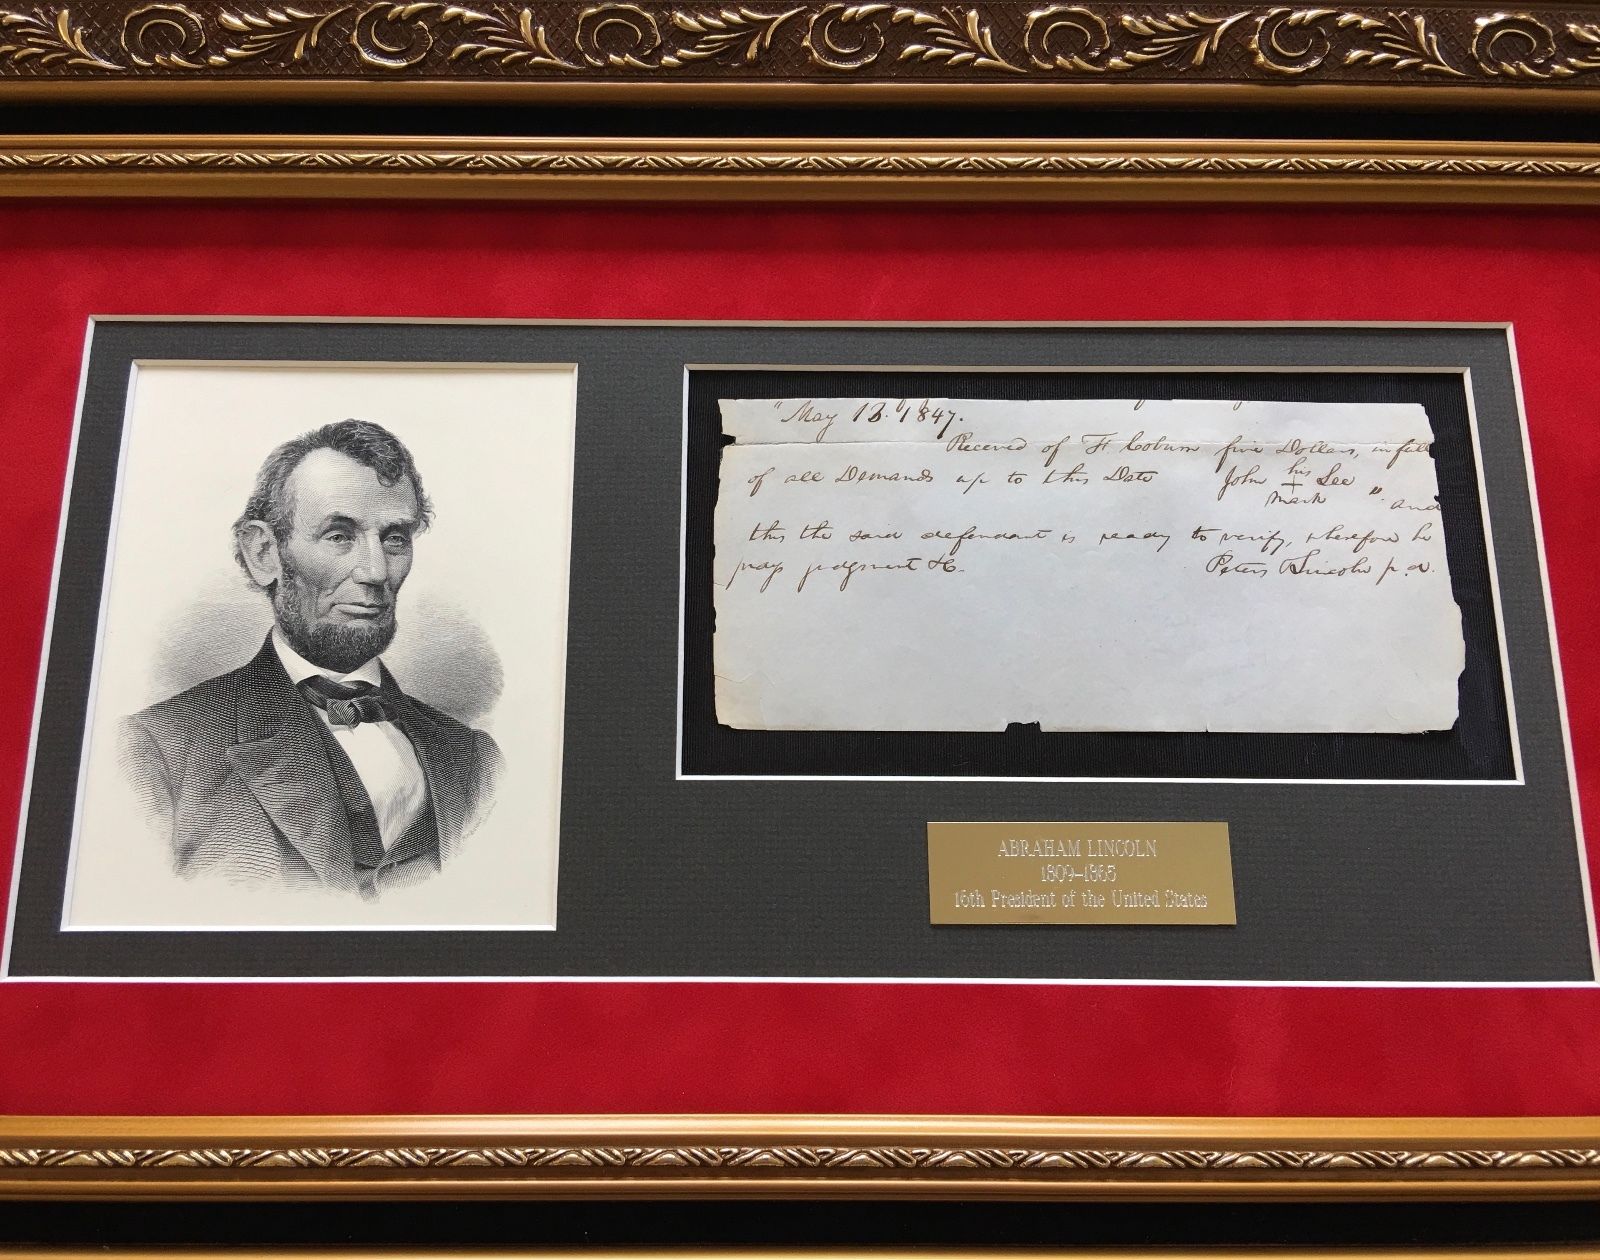 "May 13. 1847.
Received of H Coburn five Dollars, in full
of all Demands up to this Date John his + Lee
mark " and
this the said defendant is ready to verify, wherefore he
prays judgment &c. Peters & Lincoln p. d.
ABRAHAM LINCOLN
1809–1865
16th President of the United States